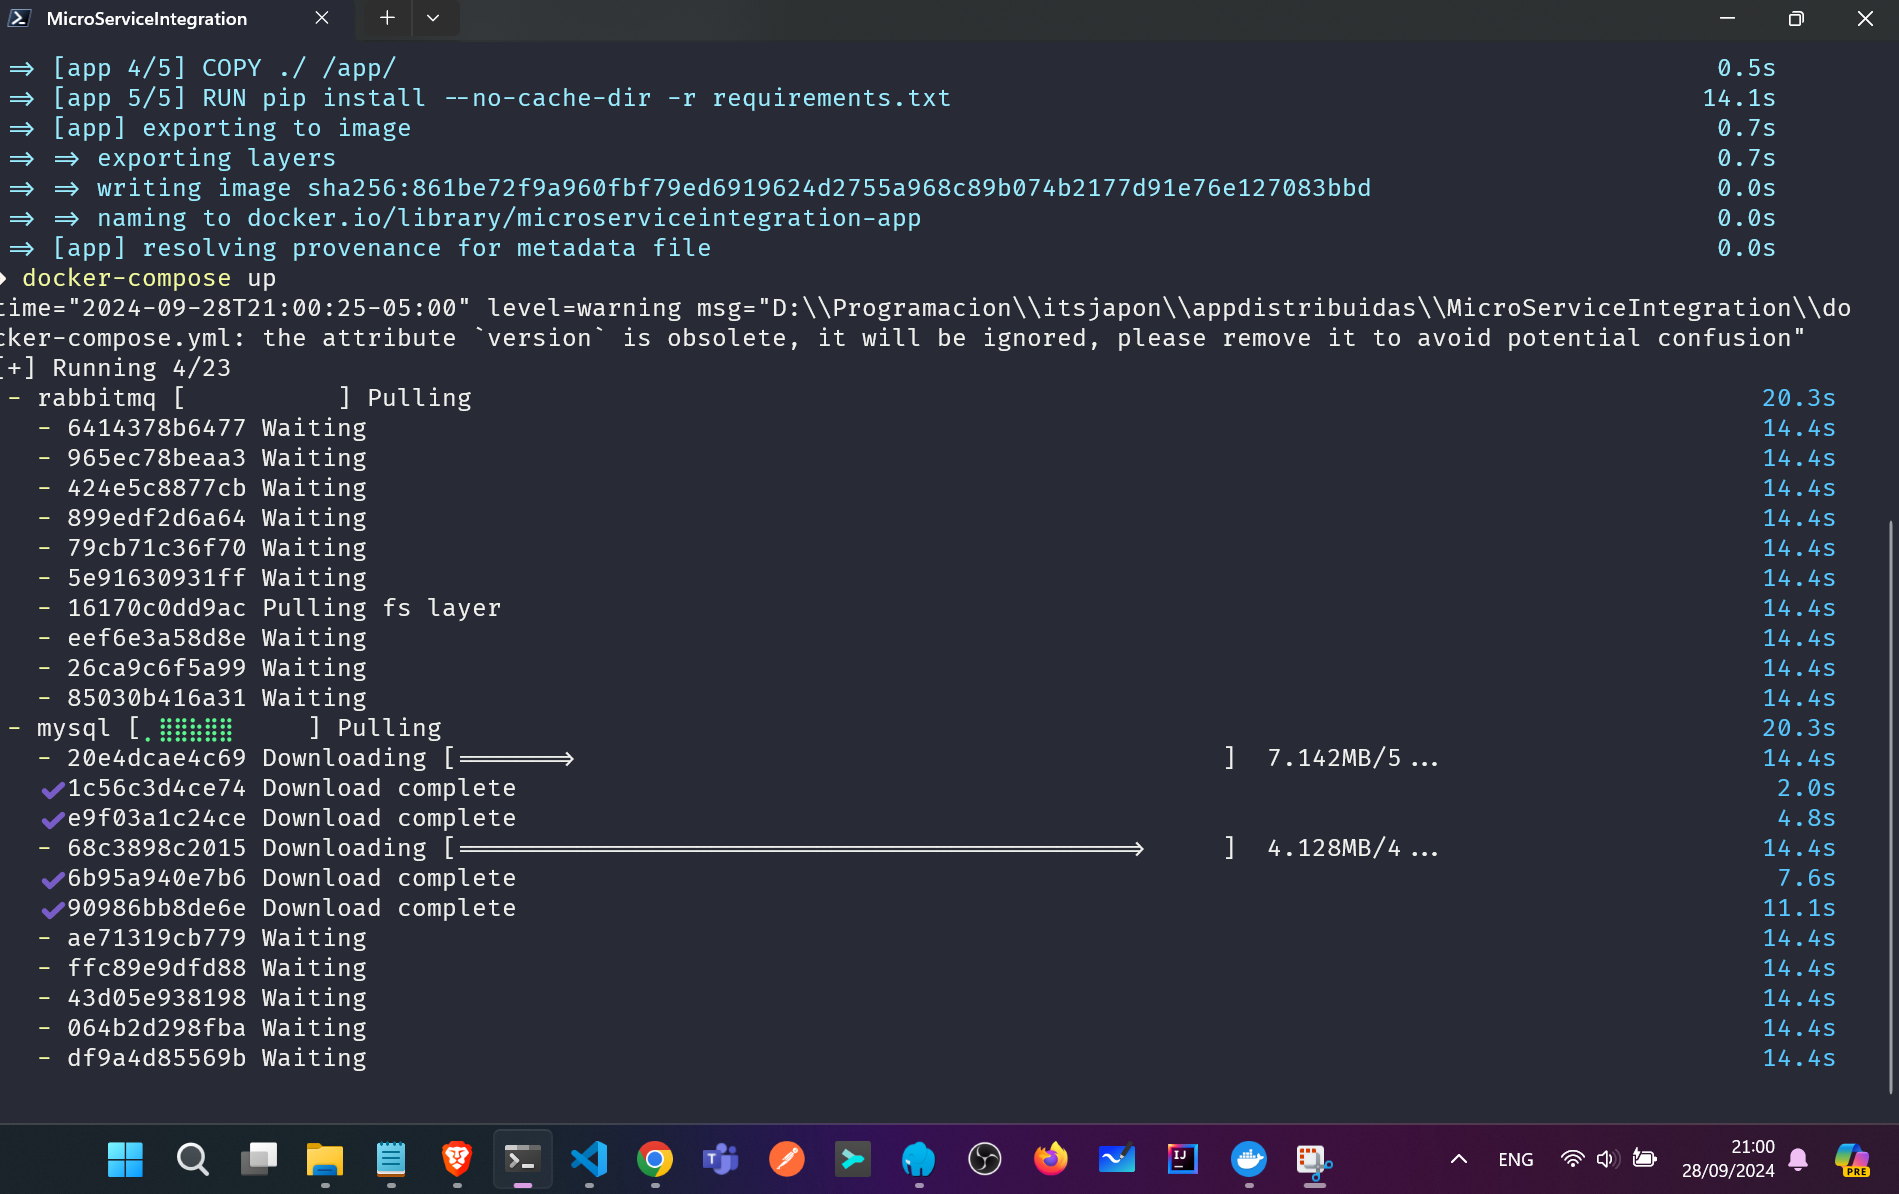 MicroServiceIntegration
=> [app 4/5] COPY ./ /app/ 0.5s
=> [app 5/5] RUN pip install --no-cache-dir -r requirements.txt 14.1s
=> [app] exporting to image 0.7s
=> => exporting layers 0.7s
=> => writing image sha256:861be72f9a960fbf79ed6919624d2755a968c89b074b2177d91e76e127083bbd 0.0s
=> => naming to docker.io/library/microserviceintegration-app 0.0s
=> [app] resolving provenance for metadata file 0.0s
docker-compose up
time="2024-09-28T21:00:25-05:00" level=warning msg="D:\\Programacion\\itsjapon\\appdistribuidas\\MicroServiceIntegration\\do
cker-compose.yml: the attribute `version` is obsolete, it will be ignored, please remove it to avoid potential confusion"
[+] Running 4/23
- rabbitmq [ ] Pulling 20.3s
- 6414378b6477 Waiting 14.4s
- 965ec78beaa3 Waiting 14.4s
- 424e5c8877cb Waiting 14.4s
- 899edf2d6a64 Waiting 14.4s
- 79cb71c36f70 Waiting 14.4s
- 5e91630931ff Waiting 14.4s
- 16170c0dd9ac Pulling fs layer 14.4s
- eef6e3a58d8e Waiting 14.4s
- 26ca9c6f5a99 Waiting 14.4s
- 85030b416a31 Waiting 14.4s
- mysql [ ] Pulling 20.3s
- 20e4dcae4c69 Downloading [=======> ] 7.142MB/5... 14.4s
✔1c56c3d4ce74 Download complete 2.0s
✔e9f03a1c24ce Download complete 4.8s
- 68c3898c2015 Downloading [=============================================> ] 4.128MB/4... 14.4s
✔6b95a940e7b6 Download complete 7.6s
✔90986bb8de6e Download complete 11.1s
- ae71319cb779 Waiting 14.4s
- ffc89e9dfd88 Waiting 14.4s
- 43d05e938198 Waiting 14.4s
- 064b2d298fba Waiting 14.4s
- df9a4d85569b Waiting 14.4s
ENG
21:00
28/09/2024
PRE